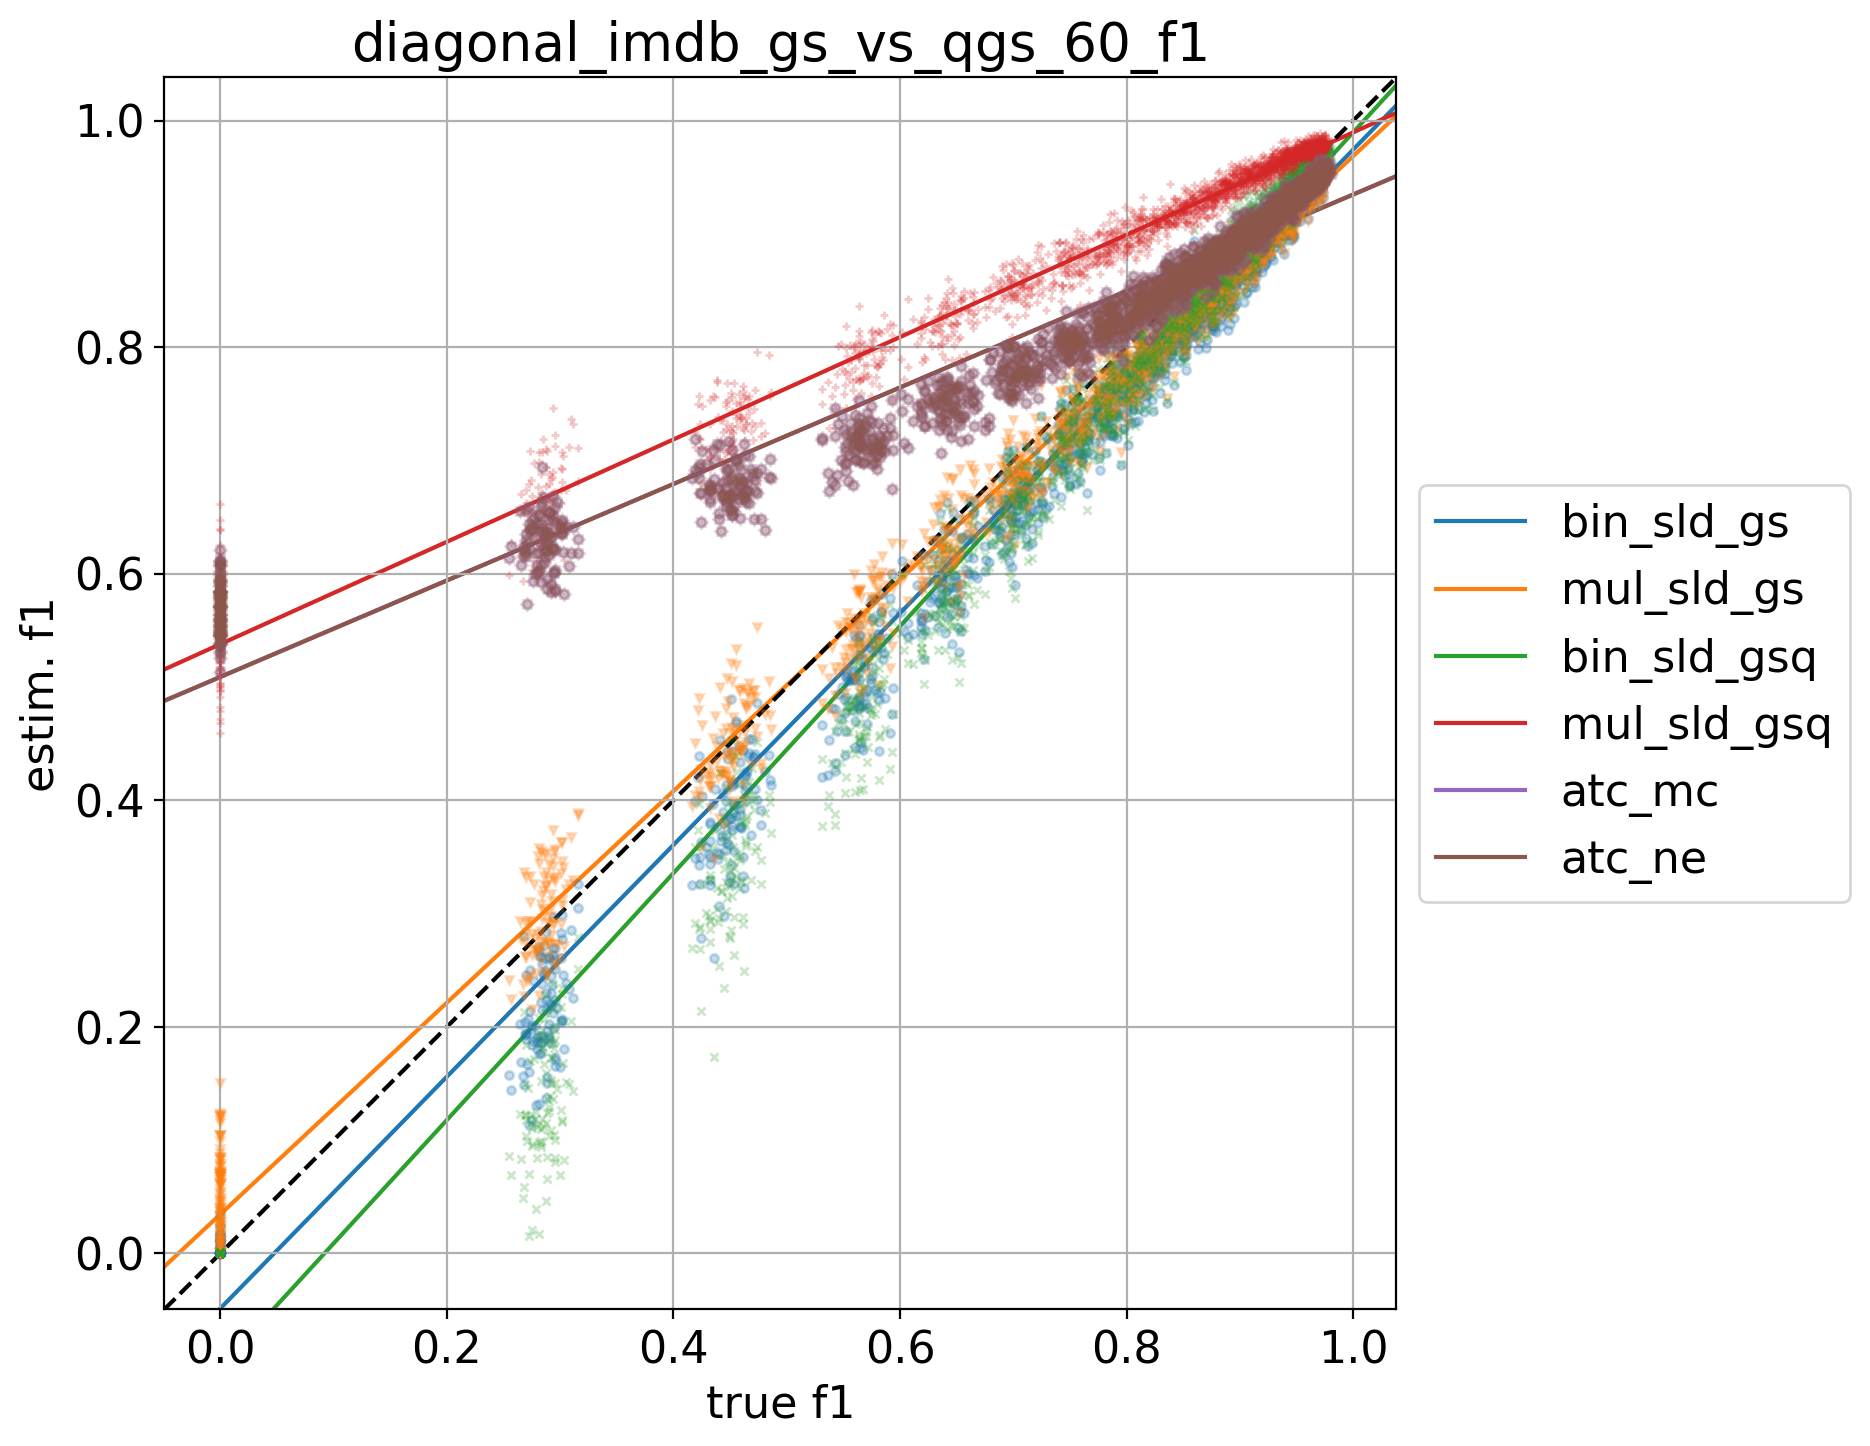 diagonal_imdb_gs_vs_qgs_60_f1
estim. f1
1.0
0.8
0.6
0.4
0.2
0.0
0.0 0.2 0.4 0.6 0.8 1.0
true f1
bin_sld_gs
mul_sld_gs
bin_sld_gsq
mul_sld_gsq
atc_mc
atc_ne